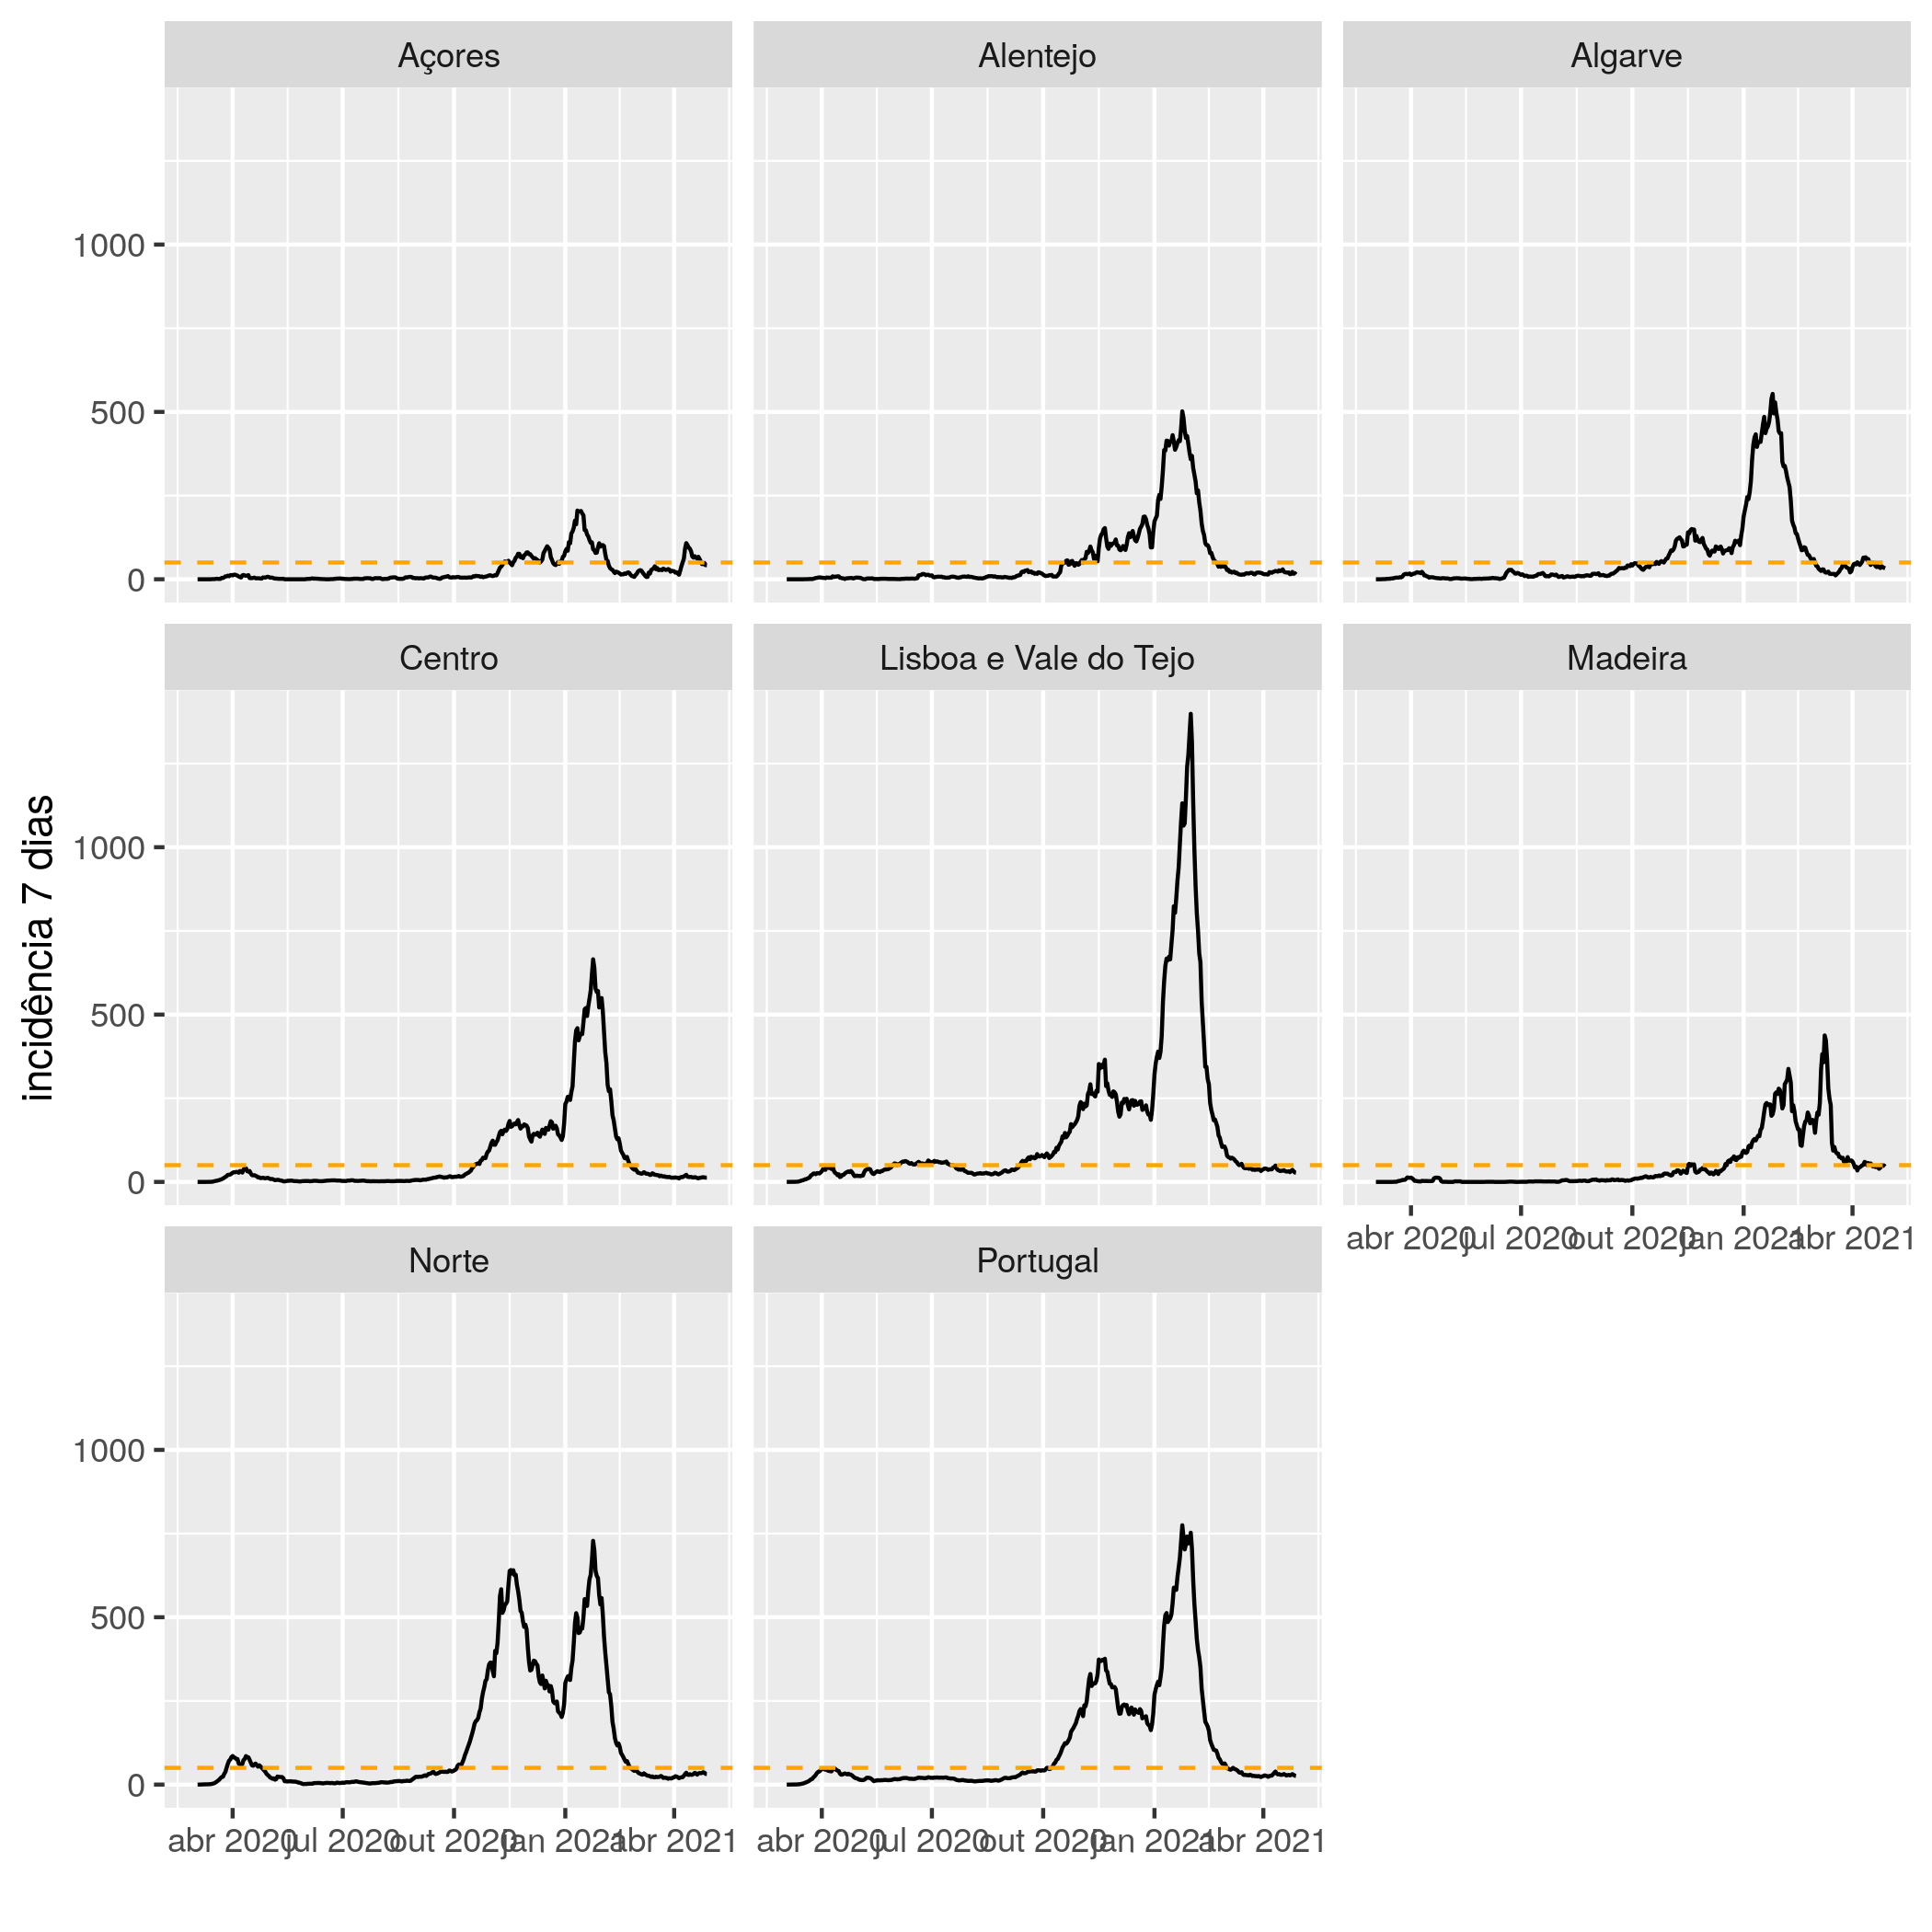 Açores
Alentejo
Algarve
1000
500
0
Centro
Lisboa e Vale do Tejo
Madeira
incidência 7 dias
1000
500
0
abr 2020 jul 2020 out 2020 jan 2021 abr 2021
Norte
Portugal
1000
500
0
abr 2020 jul 2020 out 2020 jan 2021 abr 2021
abr 2020 jul 2020 out 2020 jan 2021 abr 2021